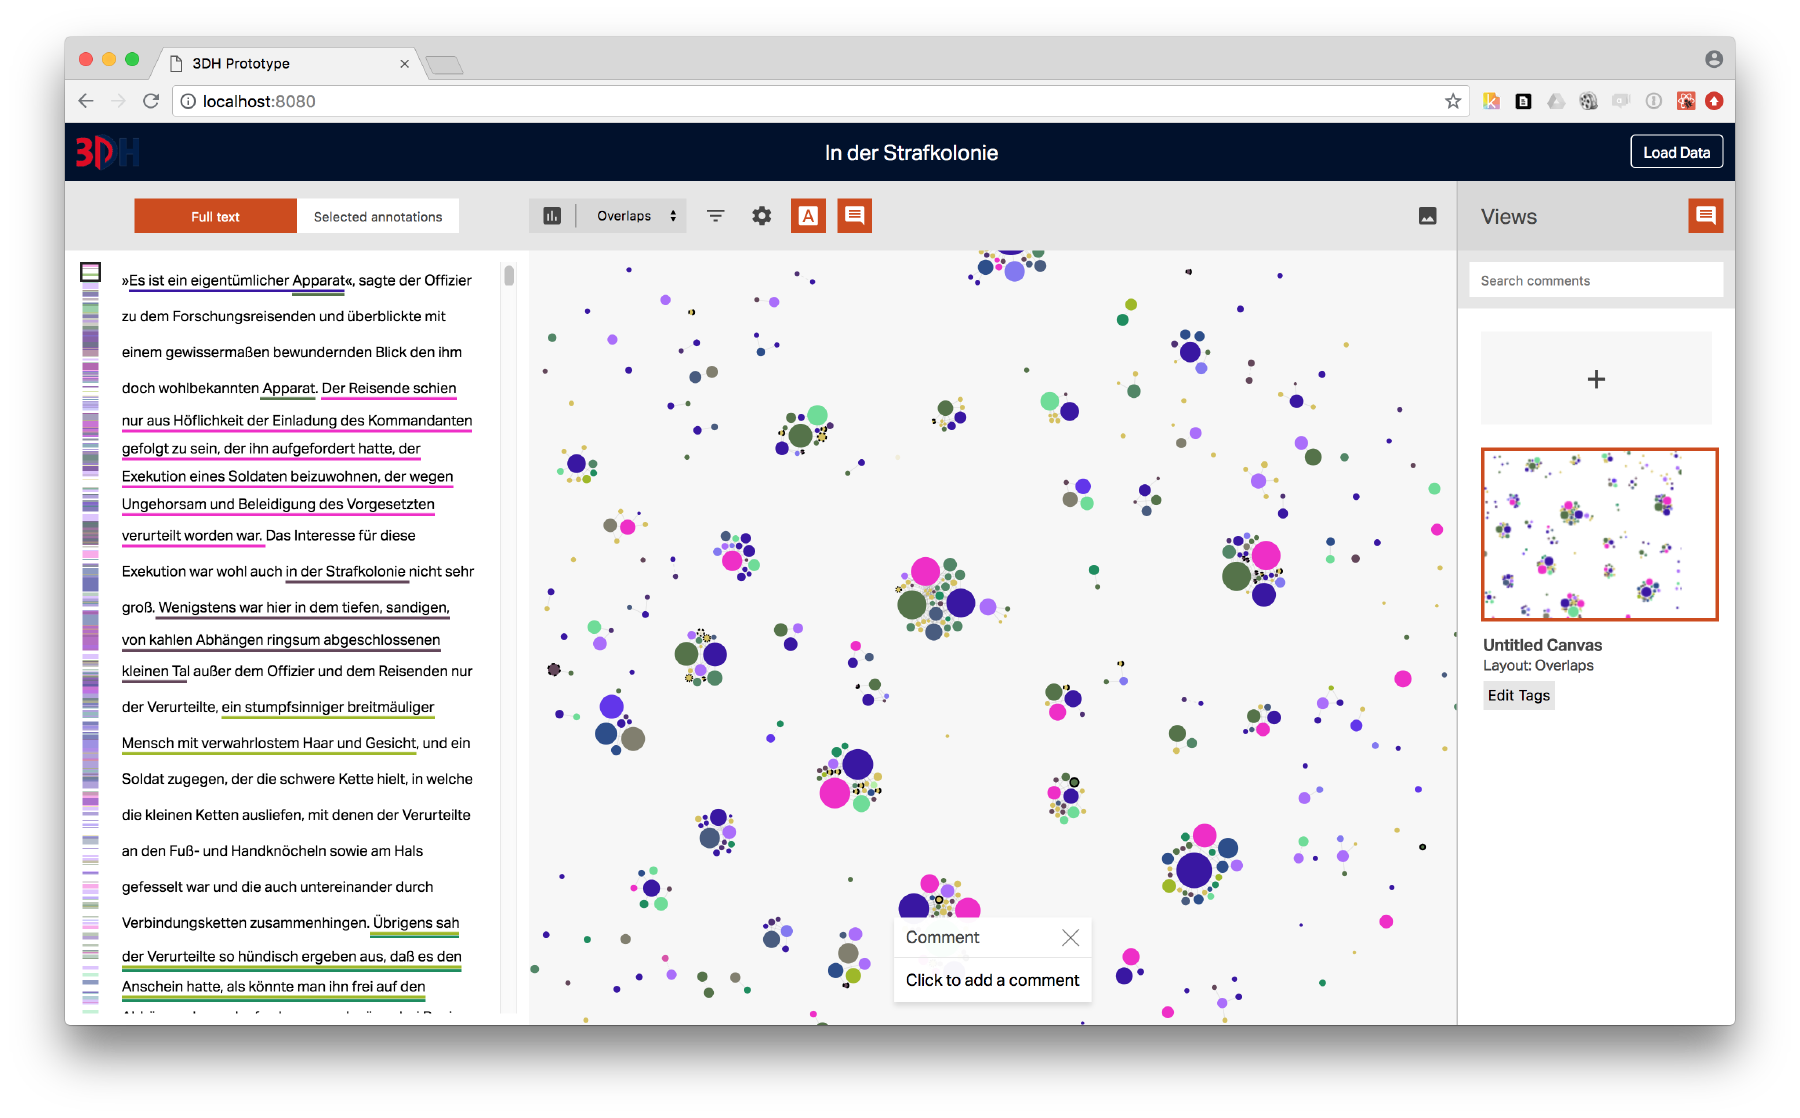 3DH Prototype
localhost:8080
3DH
In der Strafkolonie
Load Data
Full text
Selected annotations
Overlaps
A
Views
Search comments
»Es ist ein eigentümlicher Apparat«, sagte der Offizier
zu dem Forschungsreisenden und überblickte mit
einem gewissermaßen bewundernden Blick den ihm
doch wohlbekannten Apparat. Der Reisende schien
nur aus Höflichkeit der Einladung des Kommandanten
gefolgt zu sein, der ihn aufgefordert hatte, der
Exekution eines Soldaten beizuwohnen, der wegen
Ungehorsam und Beleidigung des Vorgesetzten
verurteilt worden war. Das Interesse für diese
Exekution war wohl auch in der Strafkolonie nicht sehr
groß. Wenigstens war hier in dem tiefen, sandigen,
von kahlen Abhängen ringsum abgeschlossenen
kleinen Tal außer dem Offizier und dem Reisenden nur
der Verurteilte, ein stumpfsinniger breitmäuliger
Mensch mit verwahrlostem Haar und Gesicht, und ein
Soldat zugegen, der die schwere Kette hielt, in welche
die kleinen Ketten ausliefen, mit denen der Verurteilte
an den Fuß- und Handknöcheln sowie am Hals
gefesselt war und die auch untereinander durch
Verbindungsketten zusammenhingen. Übrigens sah
der Verurteilte so hündisch ergeben aus, daß es den
Anschein hatte, als könnte man ihn frei auf den
Comment
Click to add a comment
+
Untitled Canvas
Layout: Overlaps
Edit Tags